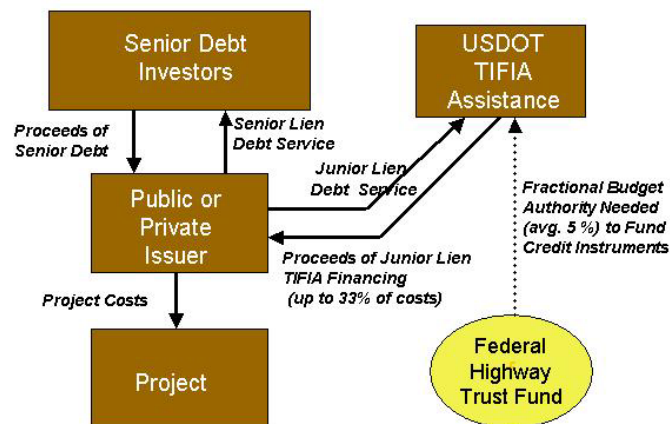 Senior Debt
Investors
USDOT
TIFIA
Assistance
Proceeds of
Senior Debt
Senior Lien
Debt Service
Junior Lien
Debt Service
Fractional Budget
Authority Needed
(avg. 5 %) to Fund
Credit Instruments
Public or
Private
Issuer
Proceeds of Junior Lien
TIFIA Financing
(up to 33% of costs)
Project Costs
Project
Federal
Highway
Trust Fund